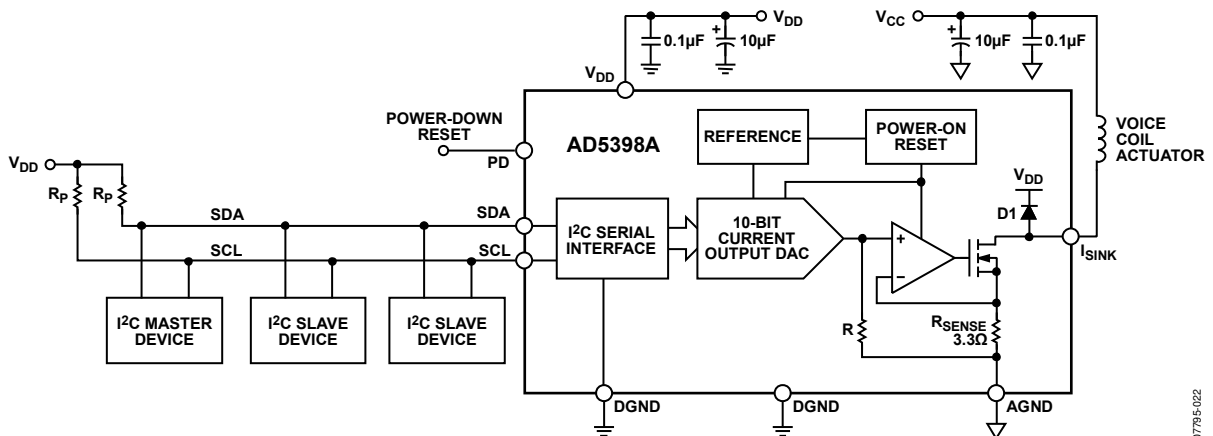 V_DD
0.1µF
10µF
V_DD
V_CC
10µF
0.1µF
VOICE
COIL
ACTUATOR
POWER-DOWN
RESET
PD
AD5398A
REFERENCE
POWER-ON
RESET
V_DD
D1
I_SINK
V_DD
R_P
R_P
SDA
SCL
SDA
SCL
I²C SERIAL
INTERFACE
10-BIT
CURRENT
OUTPUT DAC
+
–
R
R_SENSE
3.3Ω
I²C MASTER
DEVICE
I²C SLAVE
DEVICE
I²C SLAVE
DEVICE
DGND
DGND
AGND
07795-022